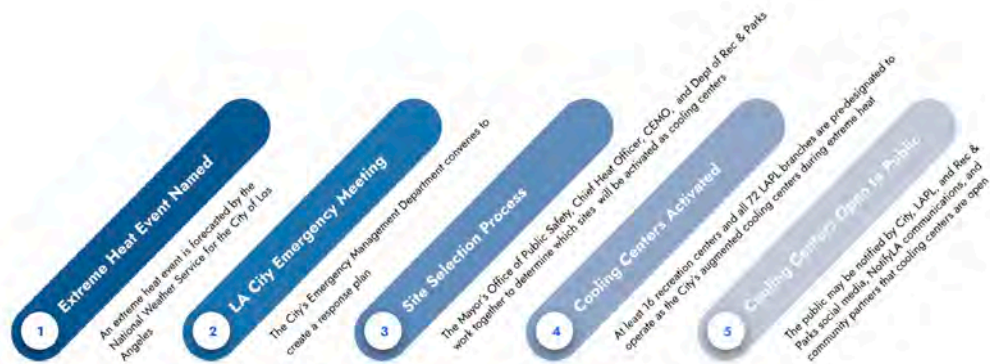 1
Extreme Heat Event Named
An extreme heat event is forecasted by the
National Weather Service for the City of Los
Angeles
2
LA City Emergency Meeting
The City's Emergency Management Department convenes to
create a response plan
3
Site Selection Process
The Mayor's Office of Public Safety, Chief Heat Officer, CEMO, and Dept of Rec & Parks
work together to determine which sites will be activated as cooling centers
4
Cooling Centers Activated
At least 16 recreation centers and all 72 LAPL branches are pre-designated to
operate as the City's augmented cooling centers during extreme heat
5
Cooling Centers Open to Public
The public may be notified by City, LAPL, and Rec &
Parks social media, NotifyLA communications, and
community partners that cooling centers are open